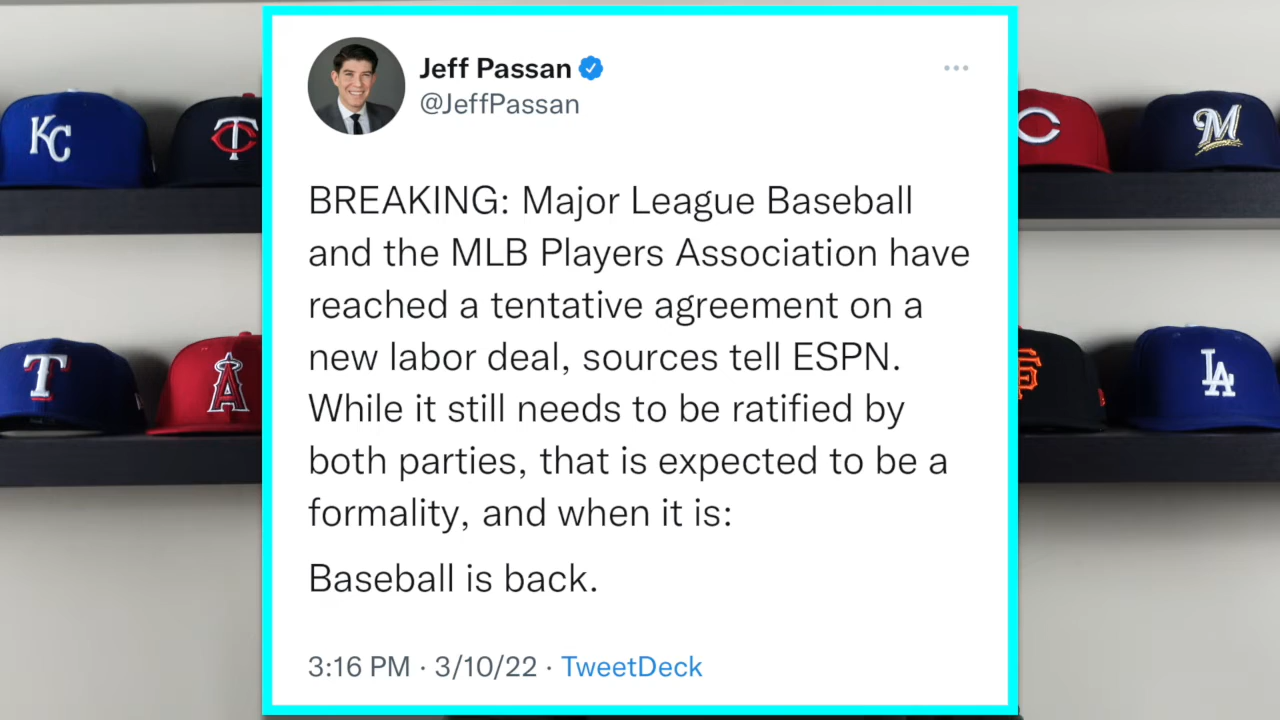 Jeff Passan
@JeffPassan
BREAKING: Major League Baseball
and the MLB Players Association have
reached a tentative agreement on a
new labor deal, sources tell ESPN.
While it still needs to be ratified by
both parties, that is expected to be a
formality, and when it is:
Baseball is back.
3:16 PM · 3/10/22 · TweetDeck
KC
TC
C
M
T
A
SF
LA